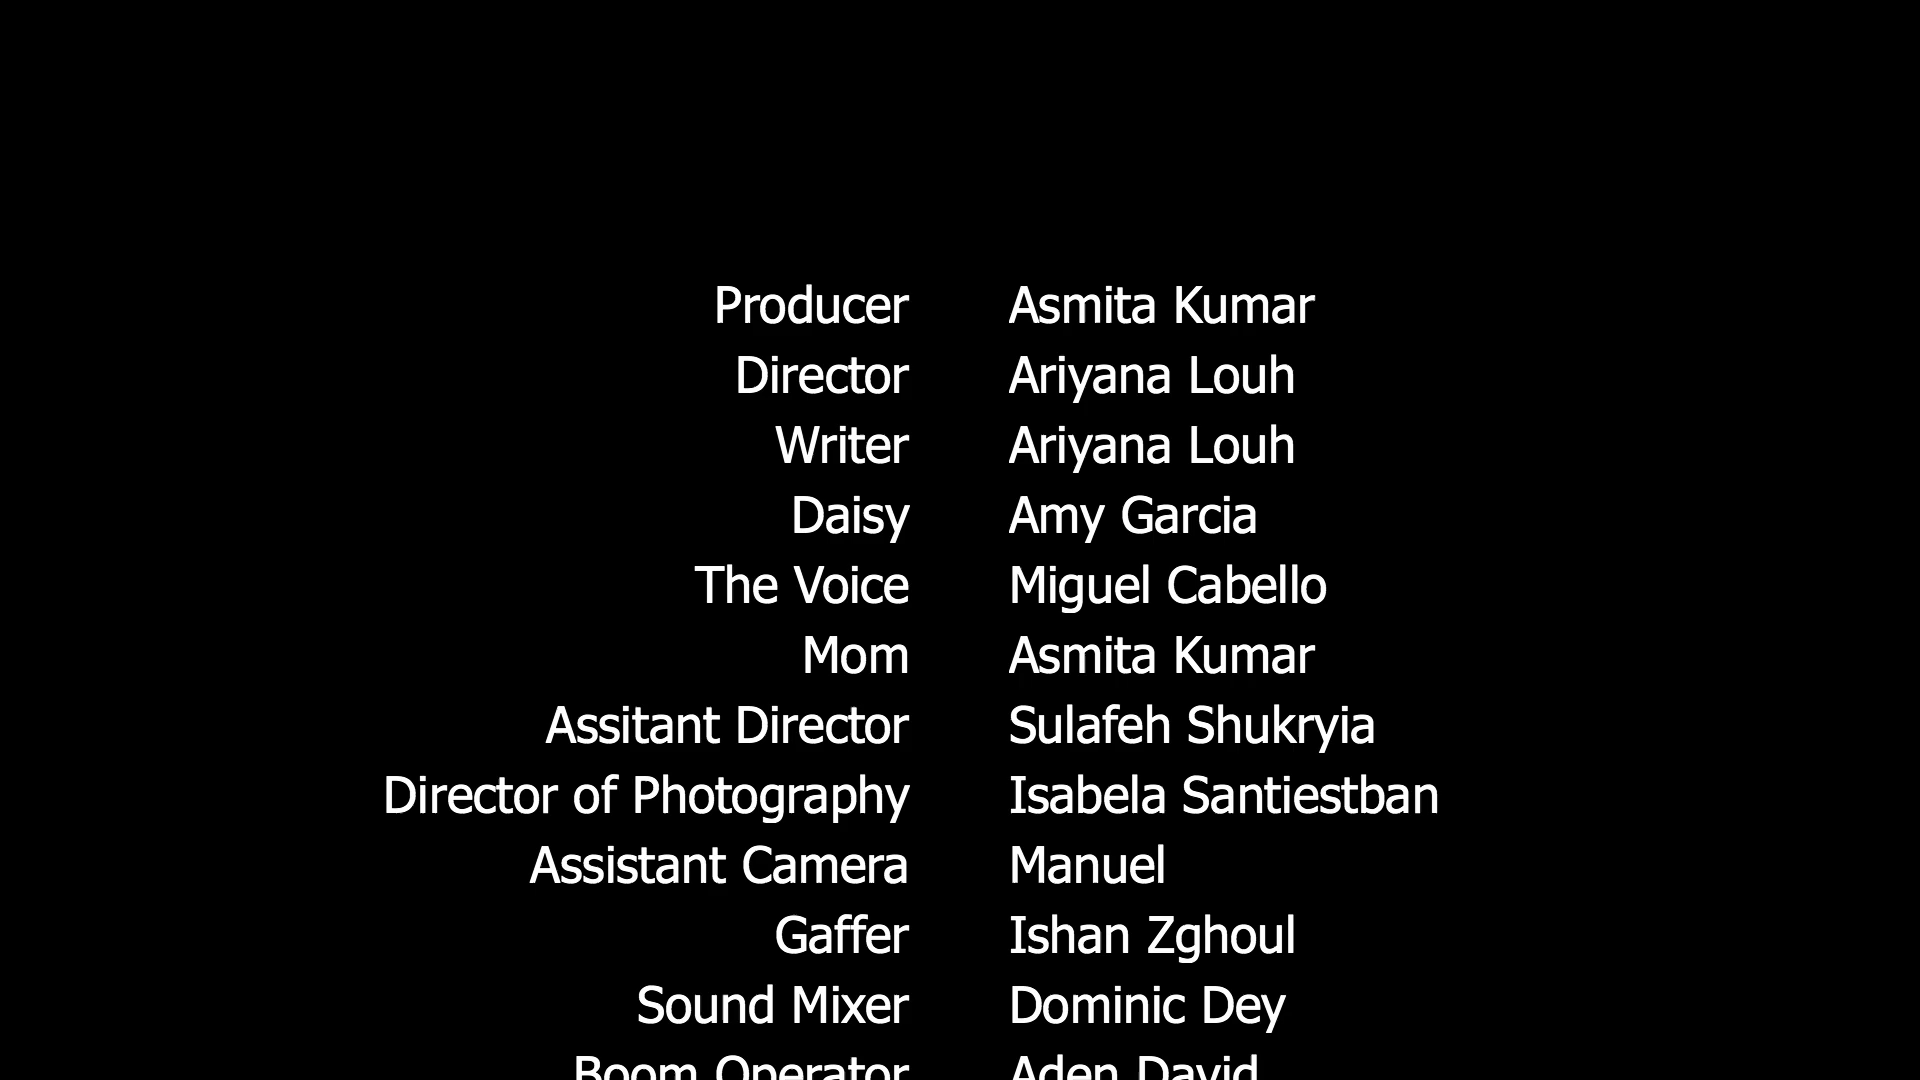 Producer Asmita Kumar
Director Ariyana Louh
Writer Ariyana Louh
Daisy Amy Garcia
The Voice Miguel Cabello
Mom Asmita Kumar
Assitant Director Sulafeh Shukryia
Director of Photography Isabela Santiestban
Assistant Camera Manuel
Gaffer Ishan Zghoul
Sound Mixer Dominic Dey
Boom Operator Aden David